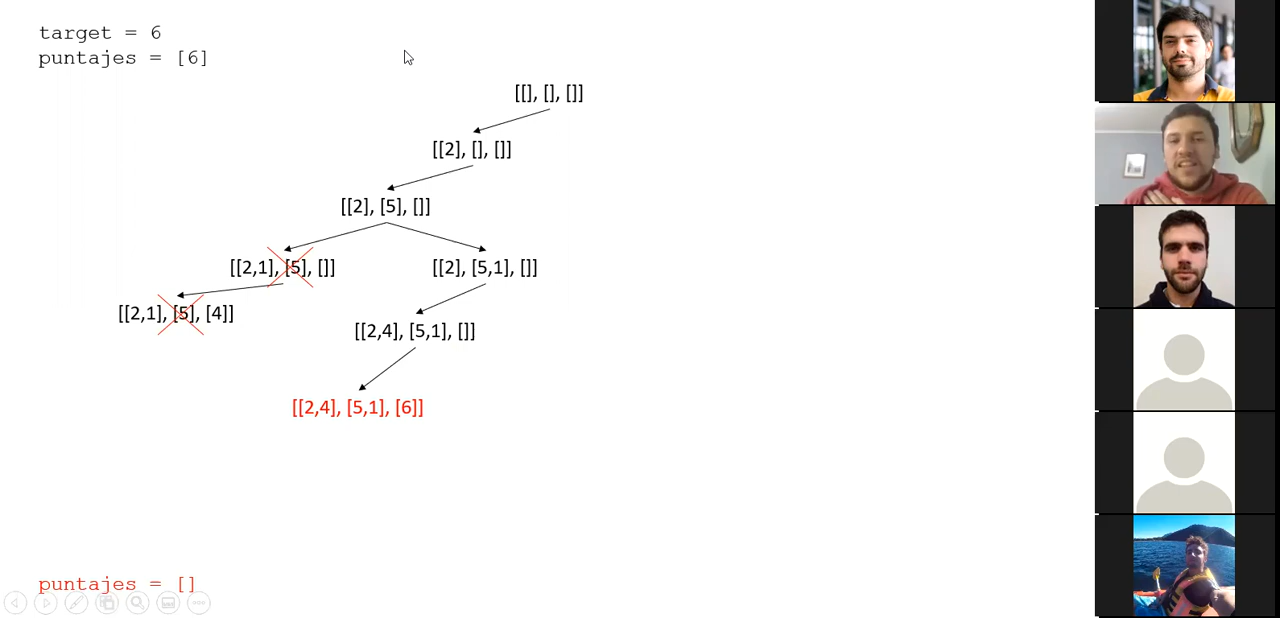 target = 6
puntajes = [6]
[[], [], []]
[[2], [], []]
[[2], [5], []]
[[2,1], [5], []]
[[2], [5,1], []]
[[2,1], [5], [4]]
[[2,4], [5,1], []]
[[2,4], [5,1], [6]]
puntajes = []